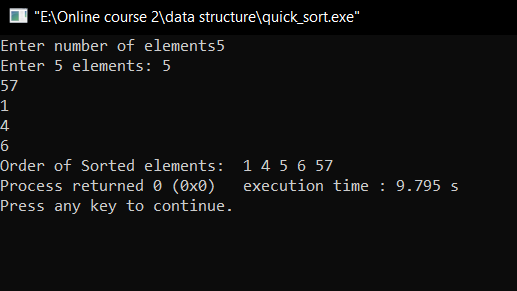 "E:\Online course 2\data structure\quick_sort.exe"
Enter number of elements5
Enter 5 elements: 5
57
1
4
6
Order of Sorted elements:  1 4 5 6 57
Process returned 0 (0x0)   execution time : 9.795 s
Press any key to continue.